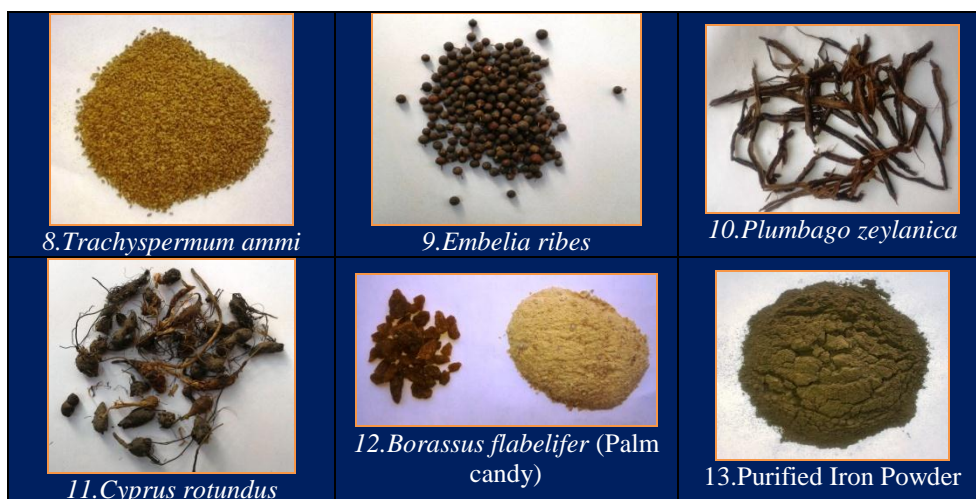 8.Trachyspermum ammi
9.Embelia ribes
10.Plumbago zeylanica
11.Cyprus rotundus
12.Borassus flabelifer (Palm
candy)
13.Purified Iron Powder